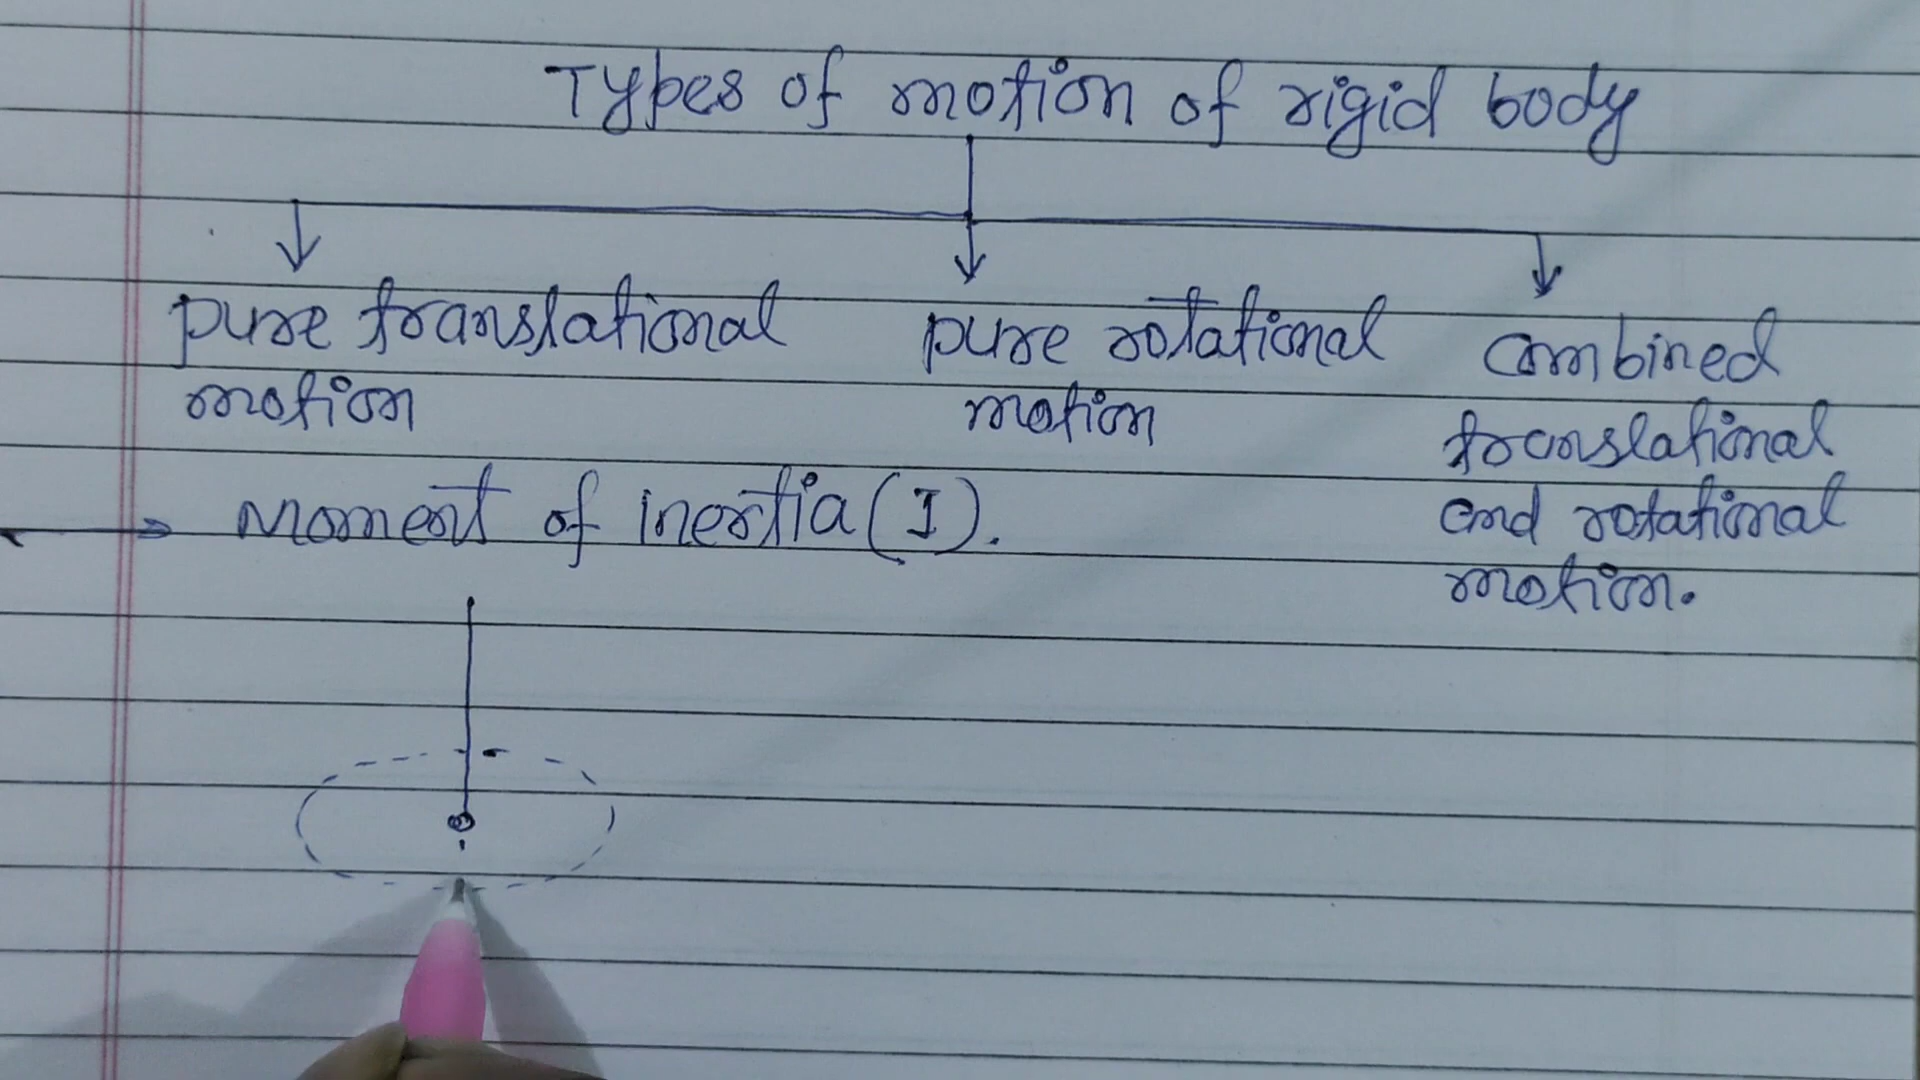 Types of motion of rigid body
pure translational
motion
pure rotational
motion
combined
translational
and rotational
motion.
Moment of inertia (I).